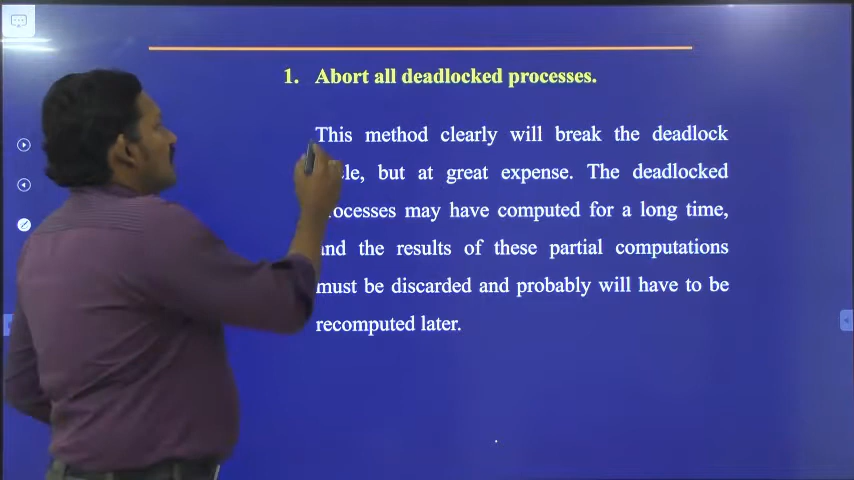 1. Abort all deadlocked processes.
This method clearly will break the deadlock
but at great expense. The deadlocked
may have computed for a long time,
and the results of these partial computations
must be discarded and probably will have to be
recomputed later.